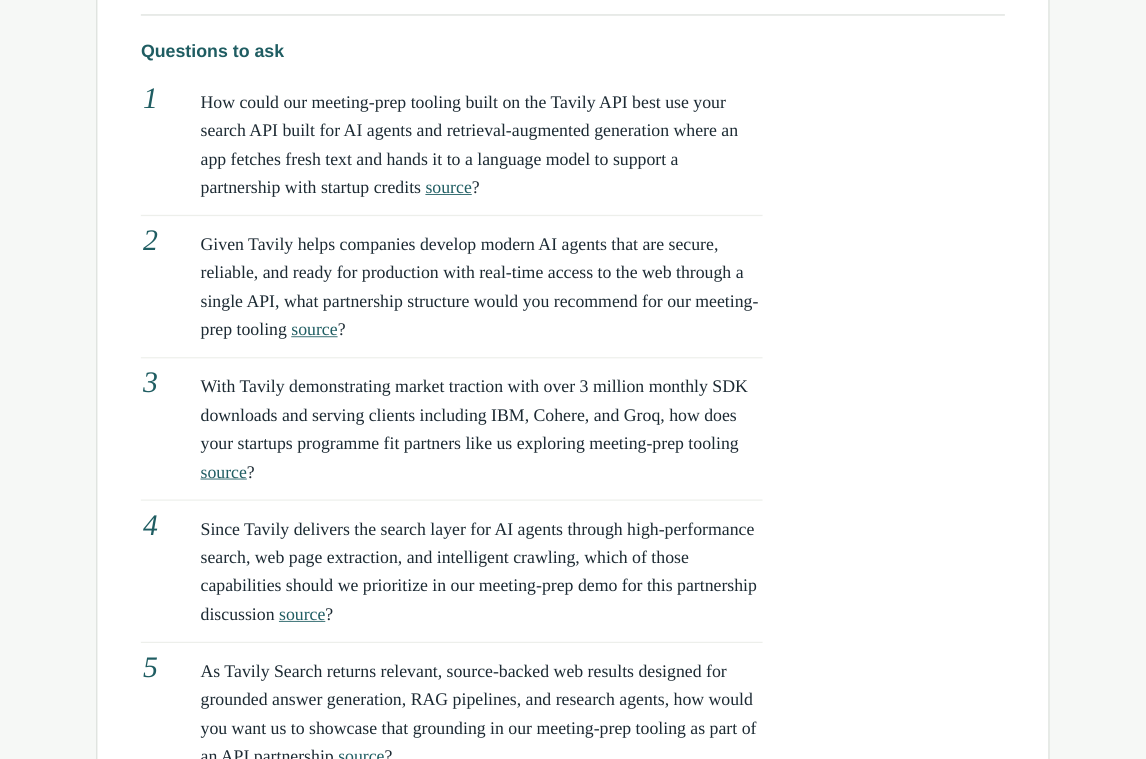 Questions to ask
1
How could our meeting-prep tooling built on the Tavily API best use your
search API built for AI agents and retrieval-augmented generation where an
app fetches fresh text and hands it to a language model to support a
partnership with startup credits source?
2
Given Tavily helps companies develop modern AI agents that are secure,
reliable, and ready for production with real-time access to the web through a
single API, what partnership structure would you recommend for our meeting-
prep tooling source?
3
With Tavily demonstrating market traction with over 3 million monthly SDK
downloads and serving clients including IBM, Cohere, and Groq, how does
your startups programme fit partners like us exploring meeting-prep tooling
source?
4
Since Tavily delivers the search layer for AI agents through high-performance
search, web page extraction, and intelligent crawling, which of those
capabilities should we prioritize in our meeting-prep demo for this partnership
discussion source?
5
As Tavily Search returns relevant, source-backed web results designed for
grounded answer generation, RAG pipelines, and research agents, how would
you want us to showcase that grounding in our meeting-prep tooling as part of
an API partnership source?